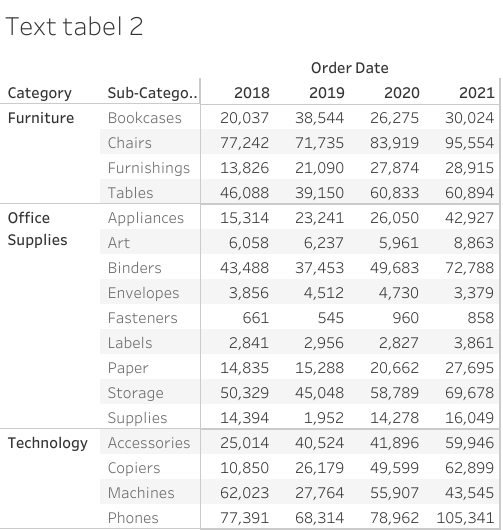 Text tabel 2
Order Date
Category Sub-Catego.. 2018 2019 2020 2021
Furniture Bookcases 20,037 38,544 26,275 30,024
Chairs 77,242 71,735 83,919 95,554
Furnishings 13,826 21,090 27,874 28,915
Tables 46,088 39,150 60,833 60,894
Office Appliances 15,314 23,241 26,050 42,927
Supplies Art 6,058 6,237 5,961 8,863
Binders 43,488 37,453 49,683 72,788
Envelopes 3,856 4,512 4,730 3,379
Fasteners 661 545 960 858
Labels 2,841 2,956 2,827 3,861
Paper 14,835 15,288 20,662 27,695
Storage 50,329 45,048 58,789 69,678
Supplies 14,394 1,952 14,278 16,049
Technology Accessories 25,014 40,524 41,896 59,946
Copiers 10,850 26,179 49,599 62,899
Machines 62,023 27,764 55,907 43,545
Phones 77,391 68,314 78,962 105,341